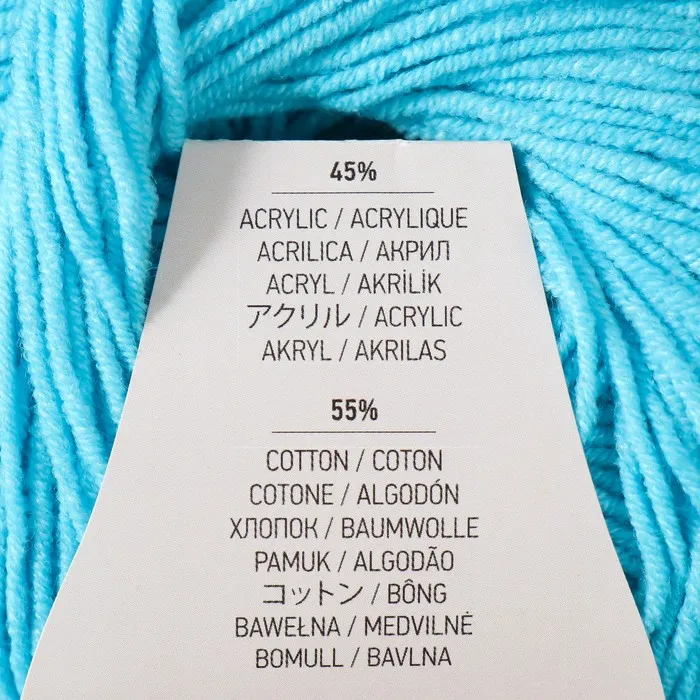 45%
ACRYLIC / ACRYLIQUE
ACRILICA / АКРИЛ
ACRYL / AKRİLİK
アクリル / ACRYLIC
AKRYL / AKRILAS
55%
COTTON / COTON
COTONE / ALGODÓN
ХЛОПОК / BAUMWOLLE
PAMUK / ALGODÃO
コットン / BÔNG
BAWEŁNA / MEDVILNĖ
BOMULL / BAVLNA